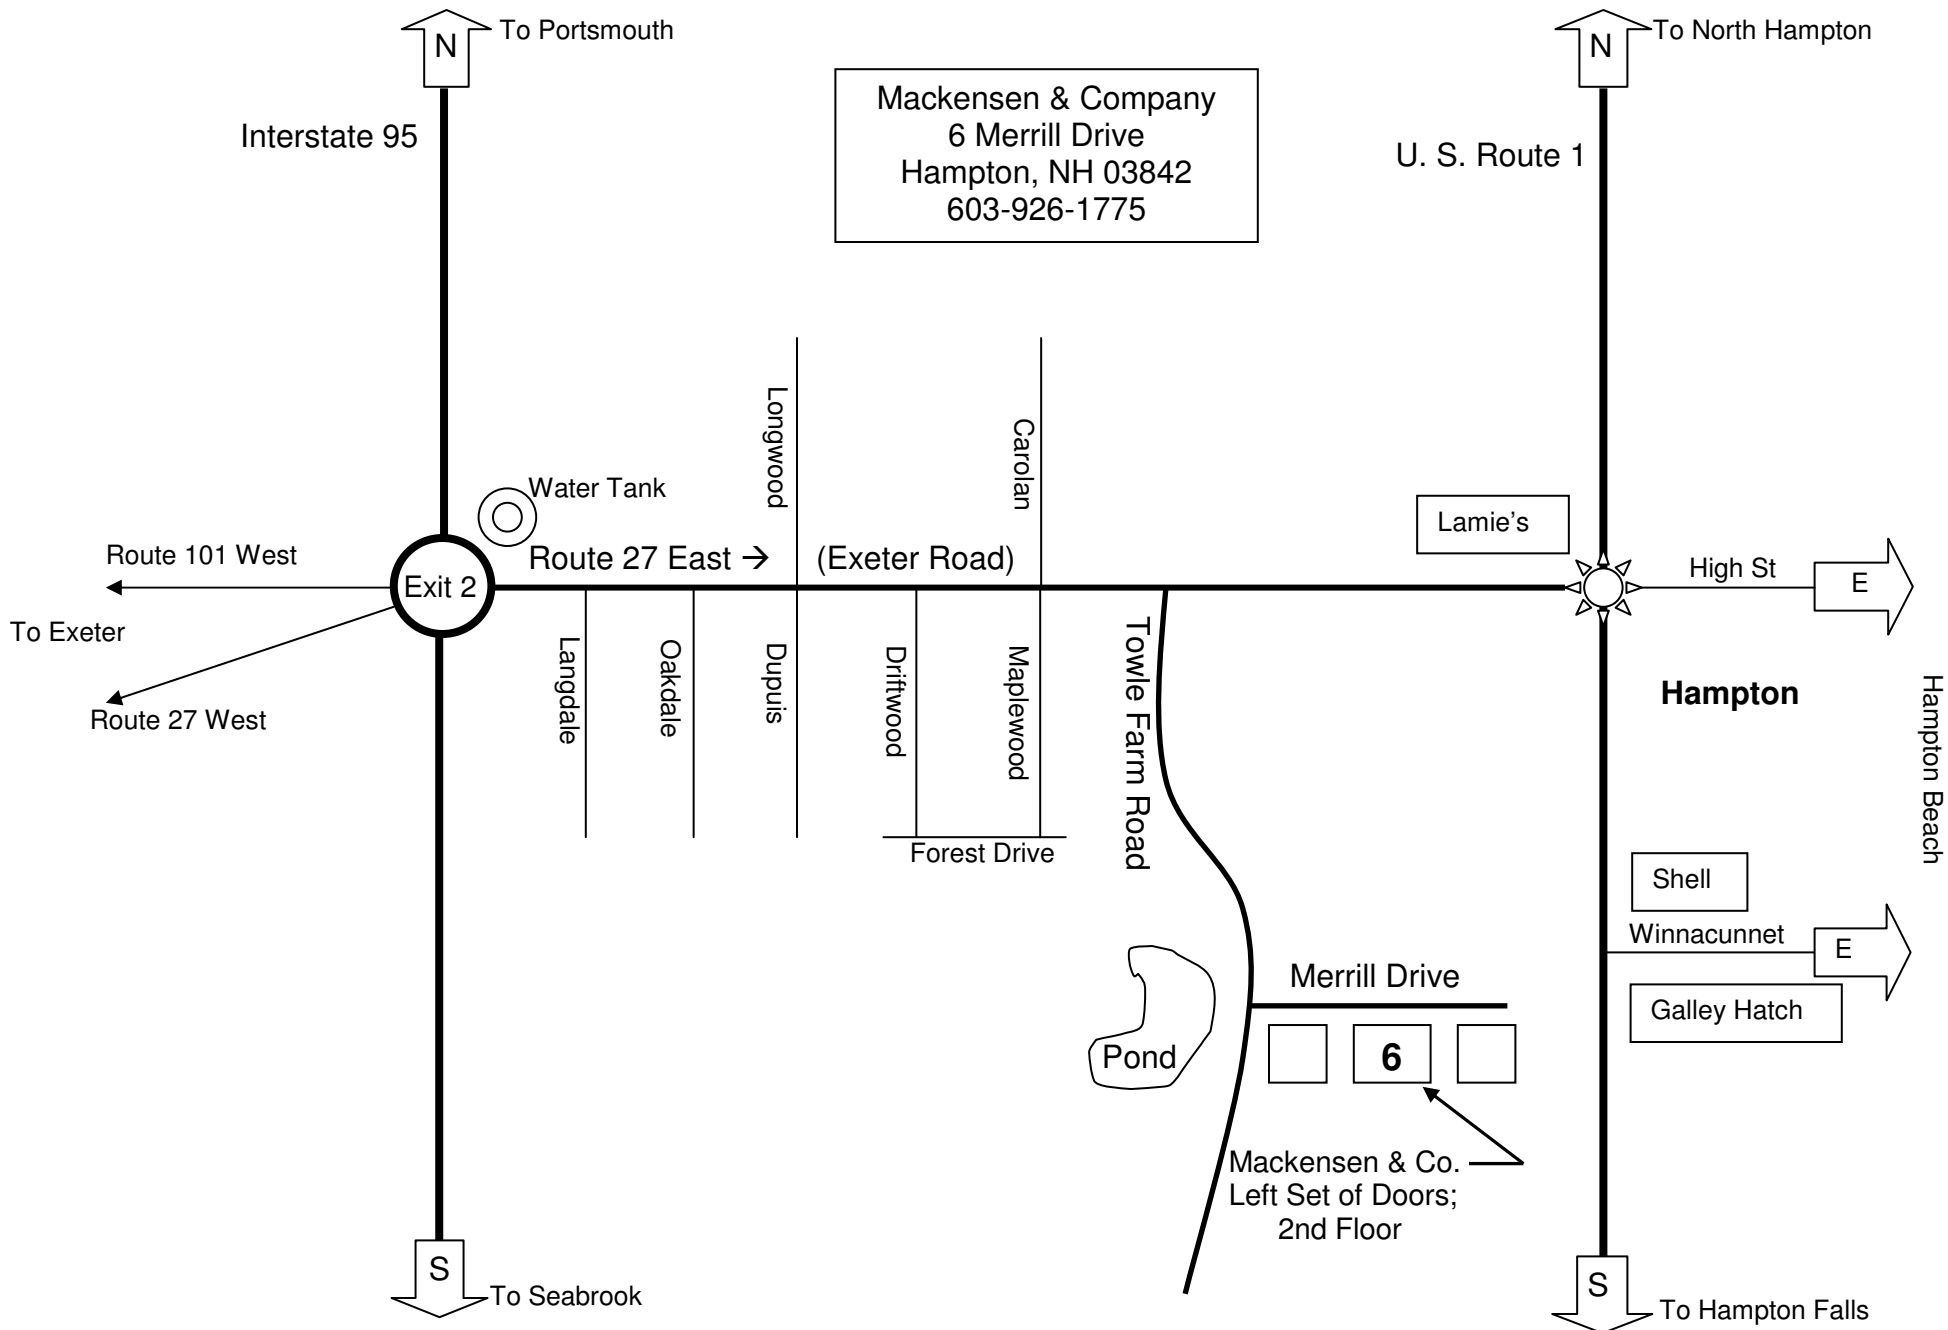 N
To Portsmouth
N
To North Hampton
Interstate 95
Mackensen & Company
6 Merrill Drive
Hampton, NH 03842
603-926-1775
U. S. Route 1
Longwood
Carolan
Water Tank
Lamie's
Route 101 West
Route 27 East → (Exeter Road)
High St
E
Exit 2
To Exeter
Route 27 West
Langdale
Oakdale
Dupuis
Driftwood
Maplewood
Towle Farm Road
Hampton
Hampton Beach
Forest Drive
Shell
Winnacunnet
E
Merrill Drive
Galley Hatch
Pond
6
Mackensen & Co.
Left Set of Doors;
2nd Floor
S
To Seabrook
S
To Hampton Falls